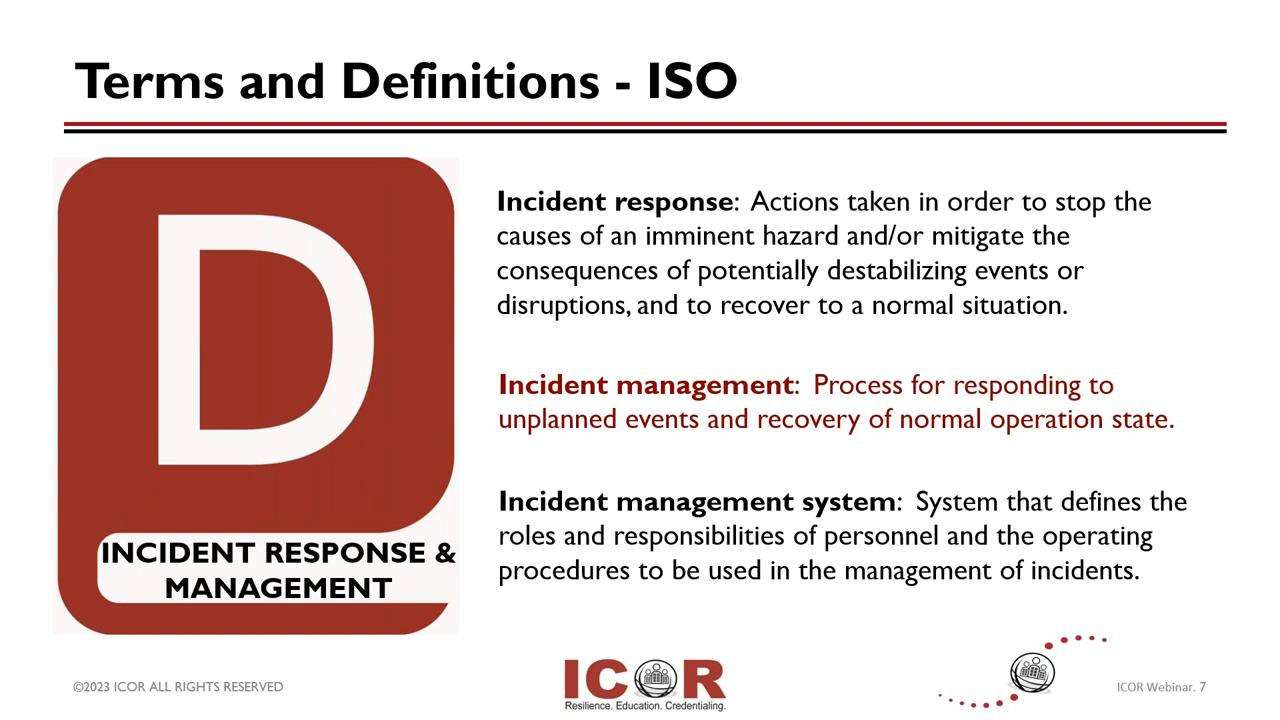 Terms and Definitions - ISO
D
INCIDENT RESPONSE &
MANAGEMENT
Incident response: Actions taken in order to stop the
causes of an imminent hazard and/or mitigate the
consequences of potentially destabilizing events or
disruptions, and to recover to a normal situation.
Incident management: Process for responding to
unplanned events and recovery of normal operation state.
Incident management system: System that defines the
roles and responsibilities of personnel and the operating
procedures to be used in the management of incidents.
©2023 ICOR ALL RIGHTS RESERVED
ICOR
Resilience. Education. Credentialing.
ICOR Webinar. 7